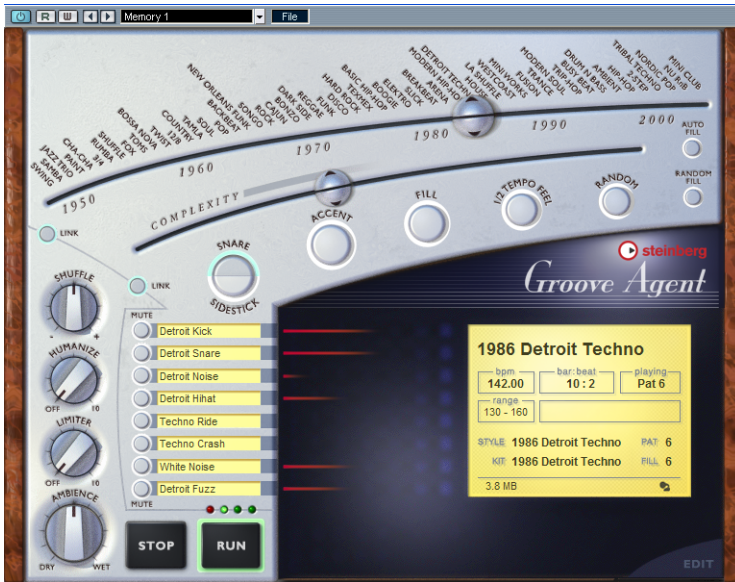 R W Memory 1 File
SWING
SAMBA
JAZZ TRIO
PAINT
CHA-CHA
3/4
RUMBA
SHUFFLE
FOX
TOMS
BOSSA NOVA
TWIST
12/8
COUNTRY
TAMLA
SOUL
POP
BACKBEAT
NEW ORLEANS FUNK
SONGO
ROCK
CAJUN
BONZO
DARK SIDE
REGGAE
FUNK
DISCO
HARD ROCK
TEXMEX
BASIC HIP-HOP
BOOGIE
ELEKTRO
SLICK
BREAKBEAT
ARENA
MODERN HIP-HOP
DETROIT TECHNO
HOUSE
LA SHUFFLE
WESTCOAST
MINIWORKS
FUSION
TRANCE
MODERN SOUL
TRIP-HOP
BUSY BEAT
DRUM N BASS
AMBIENT
HIP-HOP
2-STEP
TRIBAL TECHNO
NORDIC POP
NU R&B
MINI CLUB
1950
1960
1970
1980
1990
2000
AUTO
FILL
RANDOM
FILL
COMPLEXITY
ACCENT
FILL
1/2 TEMPO FEEL
RANDOM
LINK
SNARE
SIDESTICK
LINK
steinberg
Groove Agent
SHUFFLE
- +
HUMANIZE
OFF 10
LIMITER
OFF 10
AMBIENCE
DRY WET
MUTE
Detroit Kick
Detroit Snare
Detroit Noise
Detroit Hihat
Techno Ride
Techno Crash
White Noise
Detroit Fuzz
MUTE
STOP RUN
1986 Detroit Techno
bpm bar:beat playing
142.00 10 : 2 Pat 6
range
130 - 160
STYLE 1986 Detroit Techno PAT 6
KIT 1986 Detroit Techno FILL 6
3.8 MB
EDIT